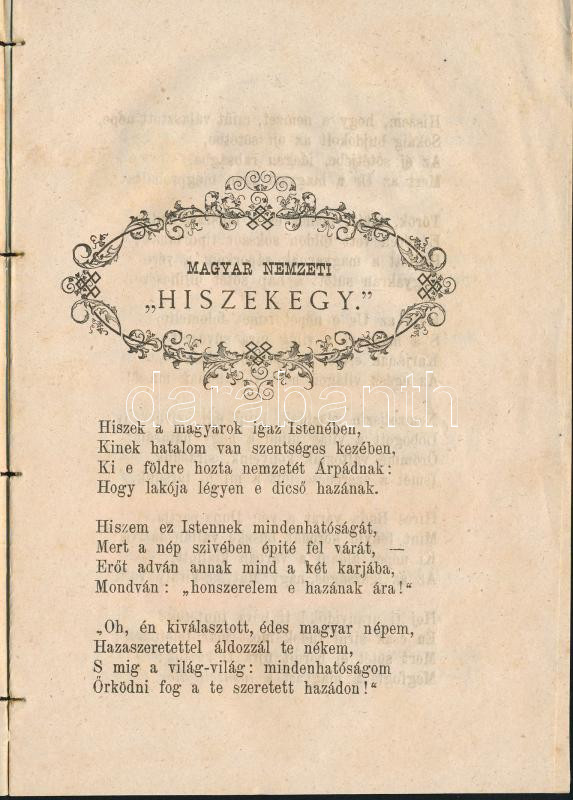 MAGYAR NEMZETI
„HISZEKEGY.”
darabanth
Hiszek a magyarok igaz Istenében,
Kinek hatalom van szentséges kezében,
Ki e földre hozta nemzetét Árpádnak:
Hogy lakója légyen e dicső hazának.
Hiszem ez Istennek mindenhatóságát,
Mert a nép szivében épité fel várát, —
Erőt adván annak mind a két karjába,
Mondván: „honszerelem e hazának ára!“
„Oh, én kiválasztott, édes magyar népem,
Hazaszeretettel áldozzál te nékem,
S mig a világ-világ: mindenhatóságom
Őrködni fog a te szeretett hazádon!“